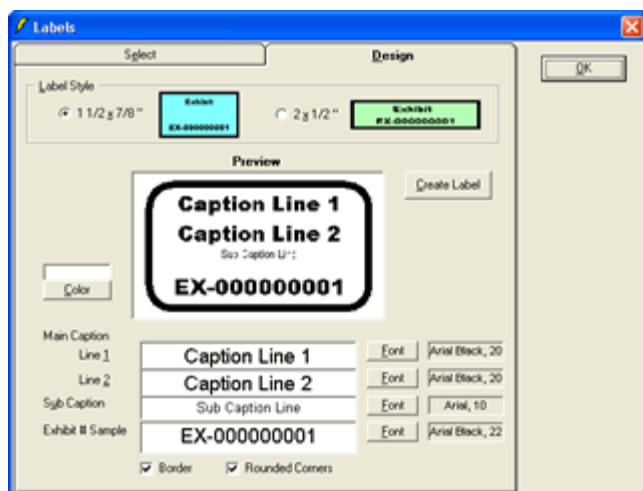 Labels
Select
Design
OK
Label Style
1 1/2 x 7/8 "
Exhibit
EX-000000001
2 x 1/2 "
Exhibit
EX-000000001
Preview
Create Label
Caption Line 1
Caption Line 2
Sub Caption Line
EX-000000001
Color
Main Caption
Line 1
Caption Line 1
Font
Arial Black, 20
Line 2
Caption Line 2
Font
Arial Black, 20
Sub Caption
Sub Caption Line
Font
Arial, 10
Exhibit # Sample
EX-000000001
Font
Arial Black, 22
Border
Rounded Corners